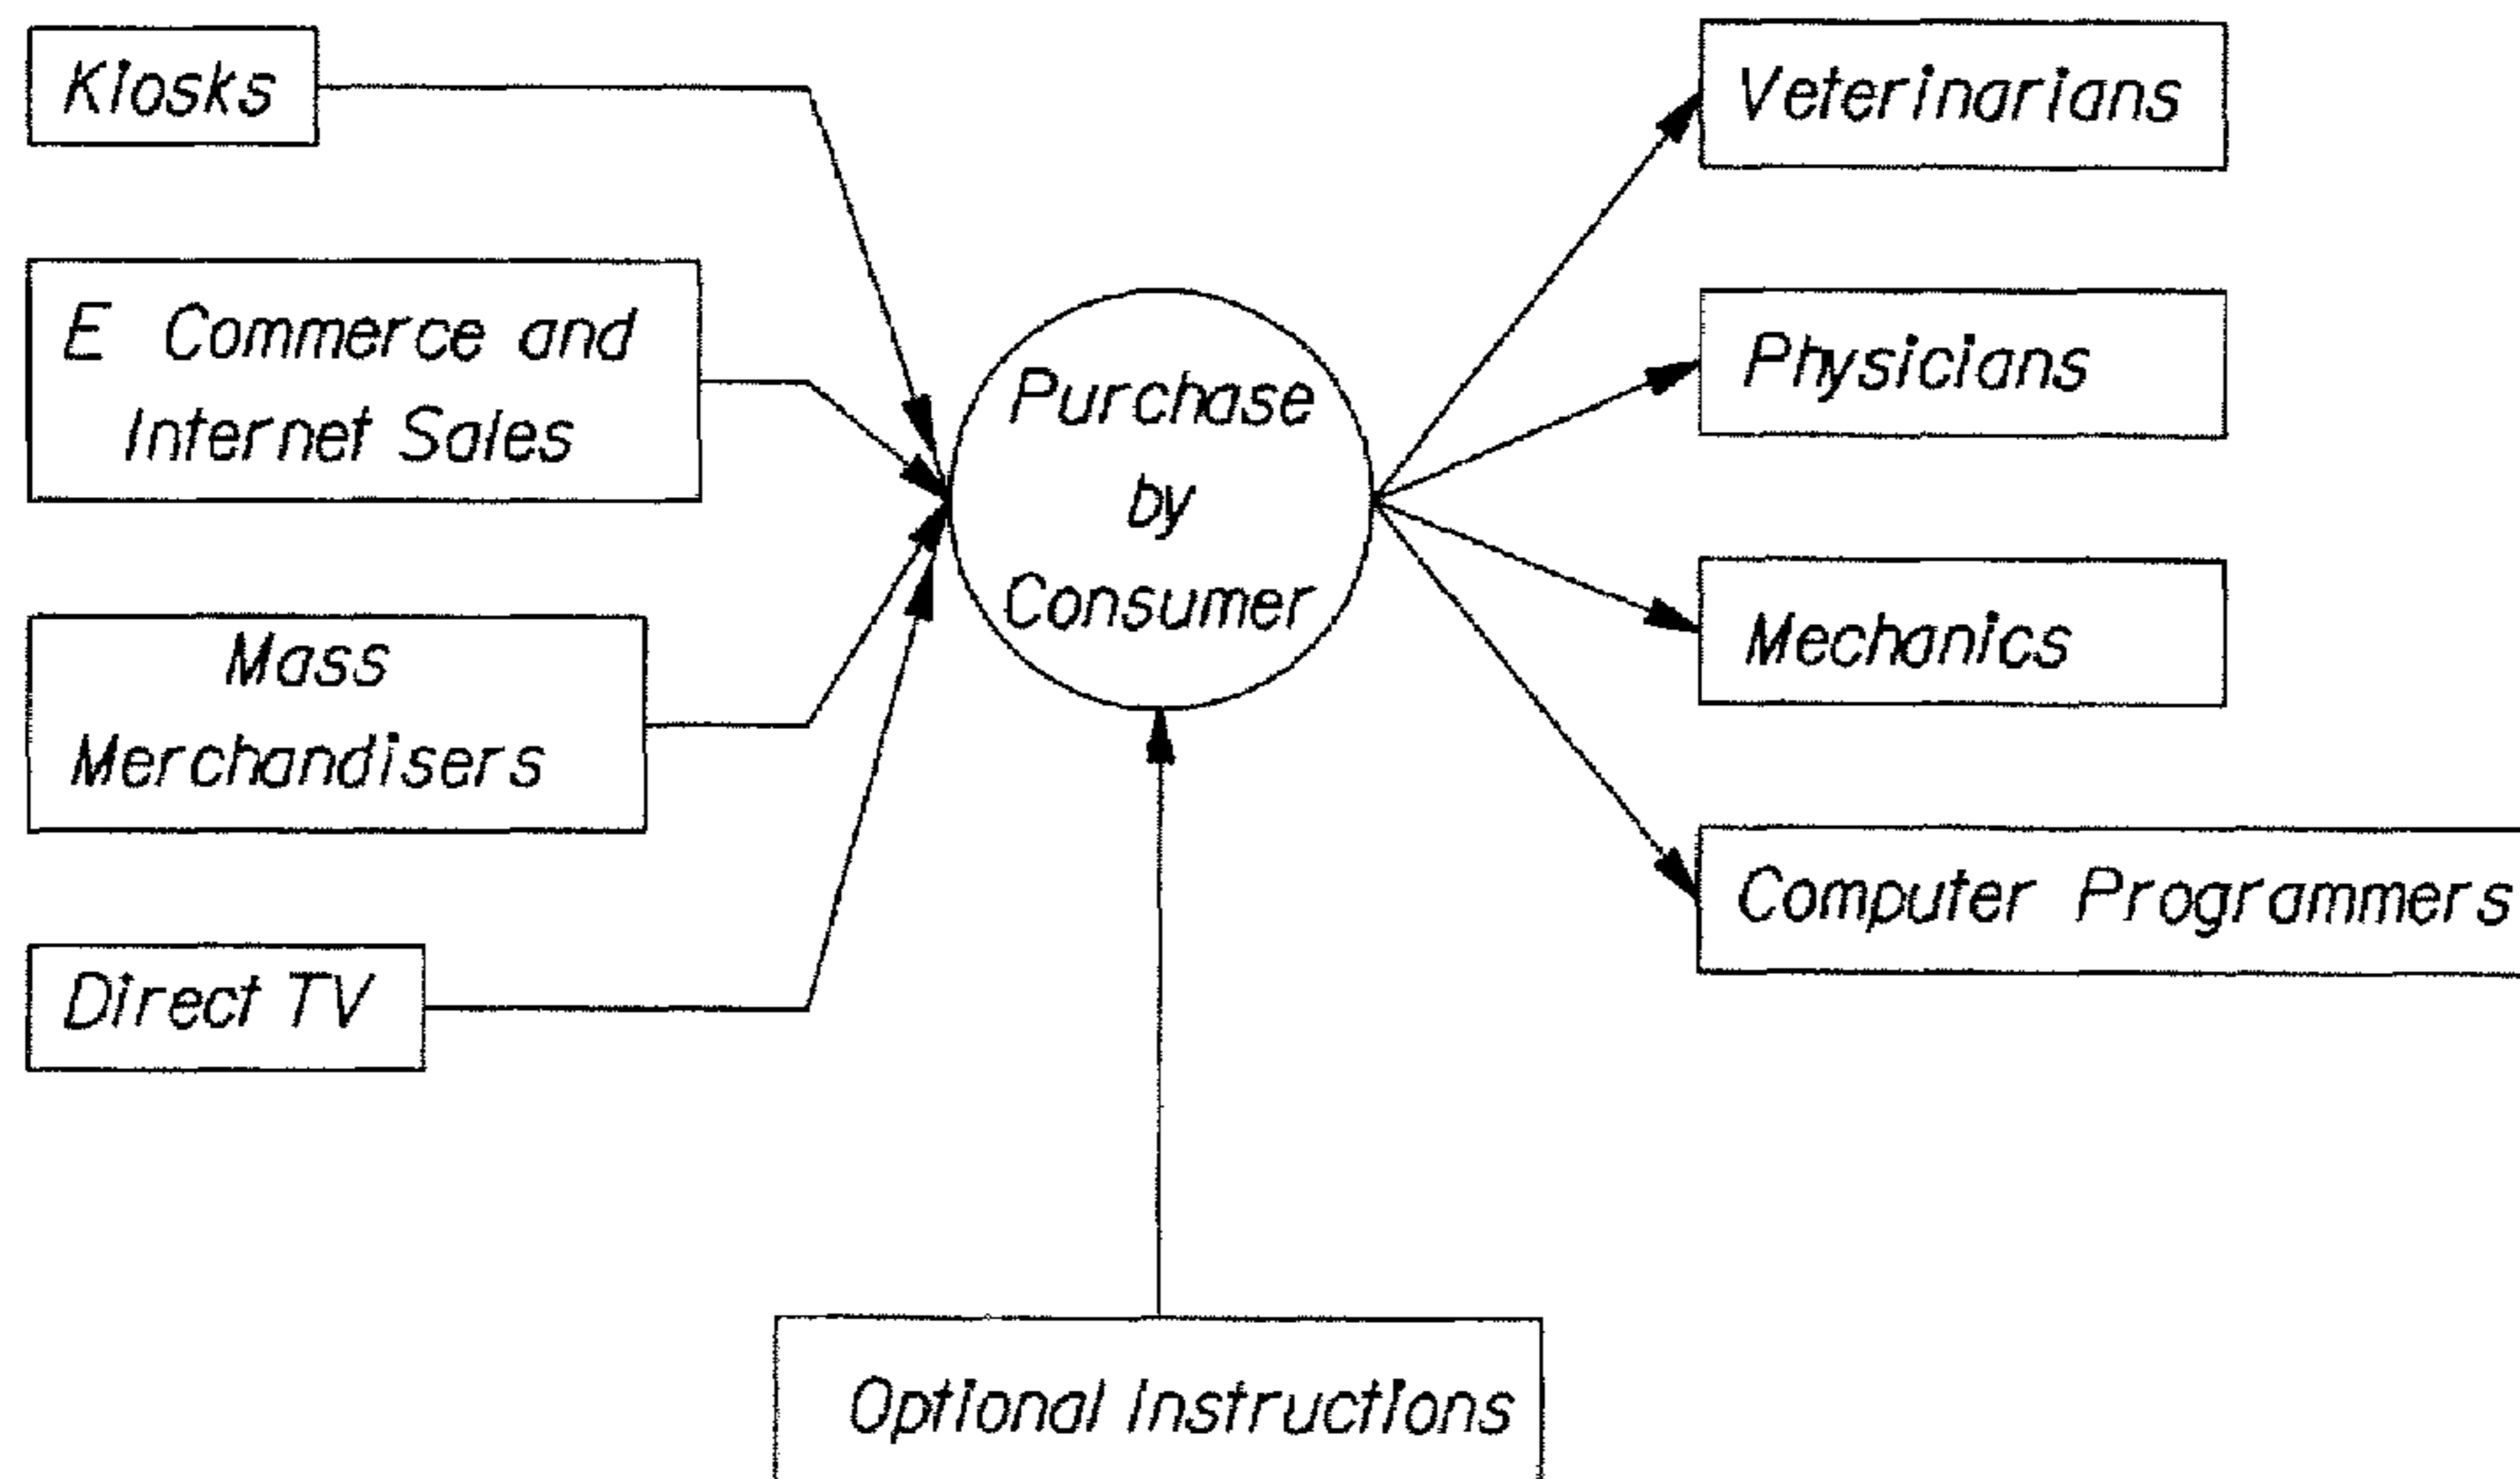 Kiosks
E Commerce and
Internet Sales
Mass
Merchandisers
Direct TV
Purchase
by
Consumer
Veterinarians
Physicians
Mechanics
Computer Programmers
Optional Instructions